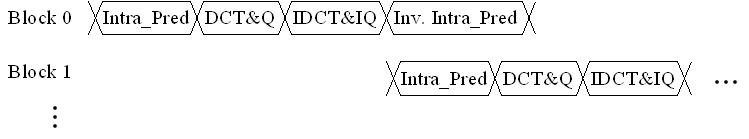 Block 0 Intra_Pred DCT&Q IDCT&IQ Inv. Intra_Pred
Block 1 Intra_Pred DCT&Q IDCT&IQ ...
⋮